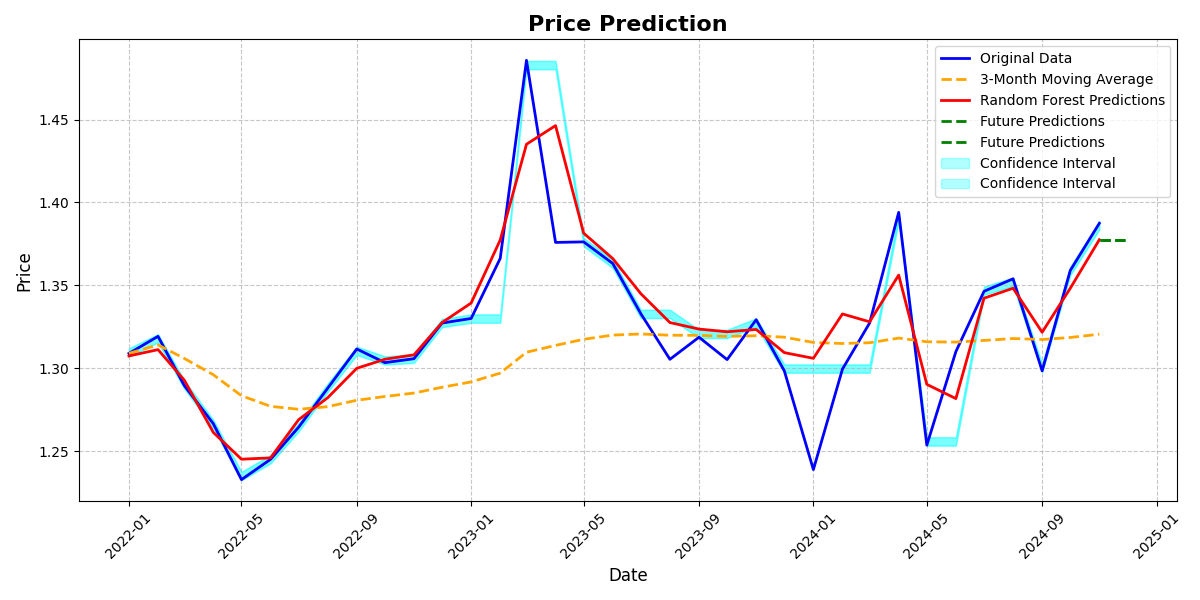 Price Prediction
Original Data
3-Month Moving Average
Random Forest Predictions
Future Predictions
Future Predictions
Confidence Interval
Confidence Interval
Price
1.45
1.40
1.35
1.30
1.25
2022-01
2022-05
2022-09
2023-01
2023-05
2023-09
2024-01
2024-05
2024-09
2025-01
Date